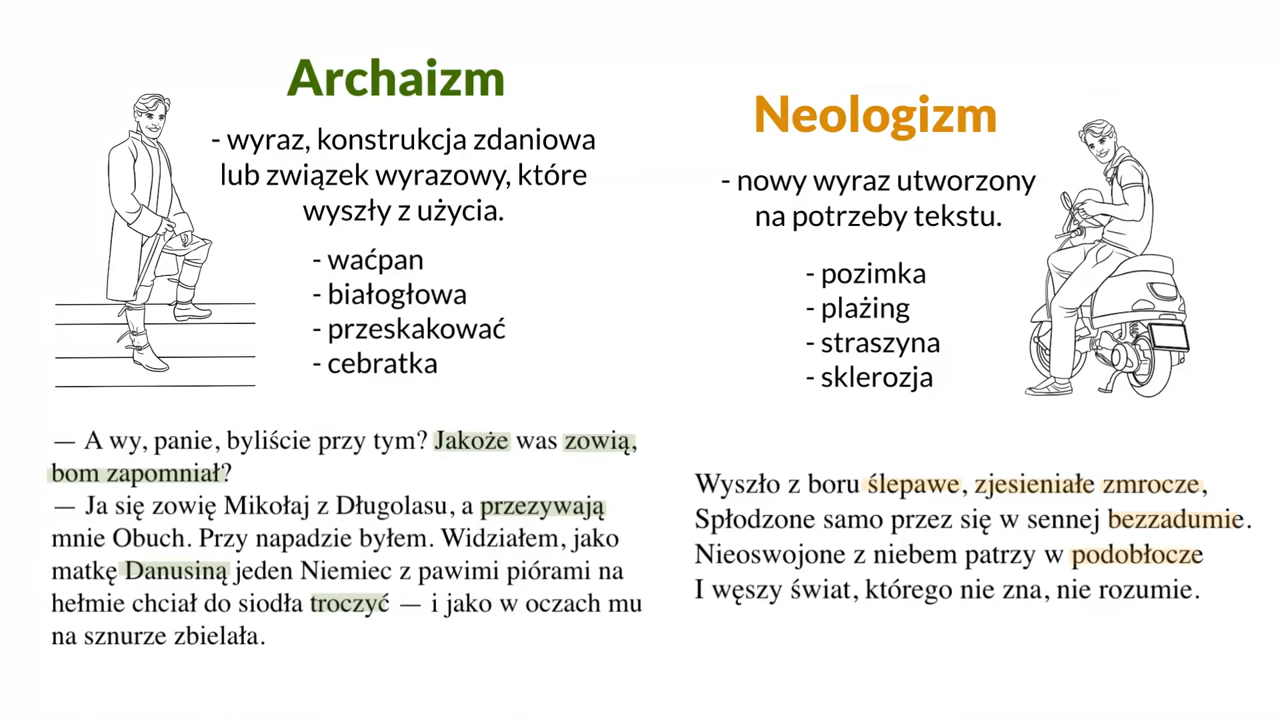 Archaizm
- wyraz, konstrukcja zdaniowa
lub związek wyrazowy, które
wyszły z użycia.
- waćpan
- białogłowa
- przeskakować
- cebratka
— A wy, panie, byliście przy tym? Jakoże was zowią,
bom zapomniał?
— Ja się zowię Mikołaj z Długolasu, a przezywają
mnie Obuch. Przy napadzie byłem. Widziałem, jako
matkę Danusiną jeden Niemiec z pawimi piórami na
hełmie chciał do siodła troczyć — i jako w oczach mu
na sznurze zbielała.
Neologizm
- nowy wyraz utworzony
na potrzeby tekstu.
- pozimka
- plażing
- straszyna
- sklerozja
Wyszło z boru ślepawe, zjesieniałe zmrocze,
Spłodzone samo przez się w sennej bezzadumie.
Nieoswojone z niebem patrzy w podobłocze
I węszy świat, którego nie zna, nie rozumie.